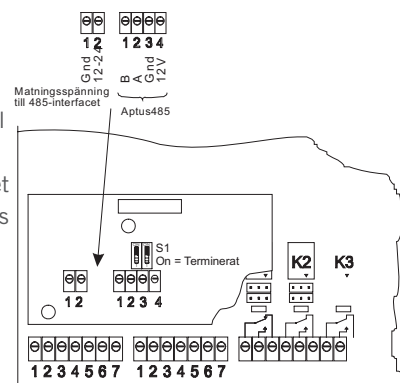 1 2 1 2 3 4
Gnd
12-24
B
A
Gnd
12V
Matningsspänning
till 485-interfacet
Aptus485
l
et
s
S1
On = Terminerat
K2 K3
1 2 1 2 3 4
1 2 3 4 5 6 7 1 2 3 4 5 6 7